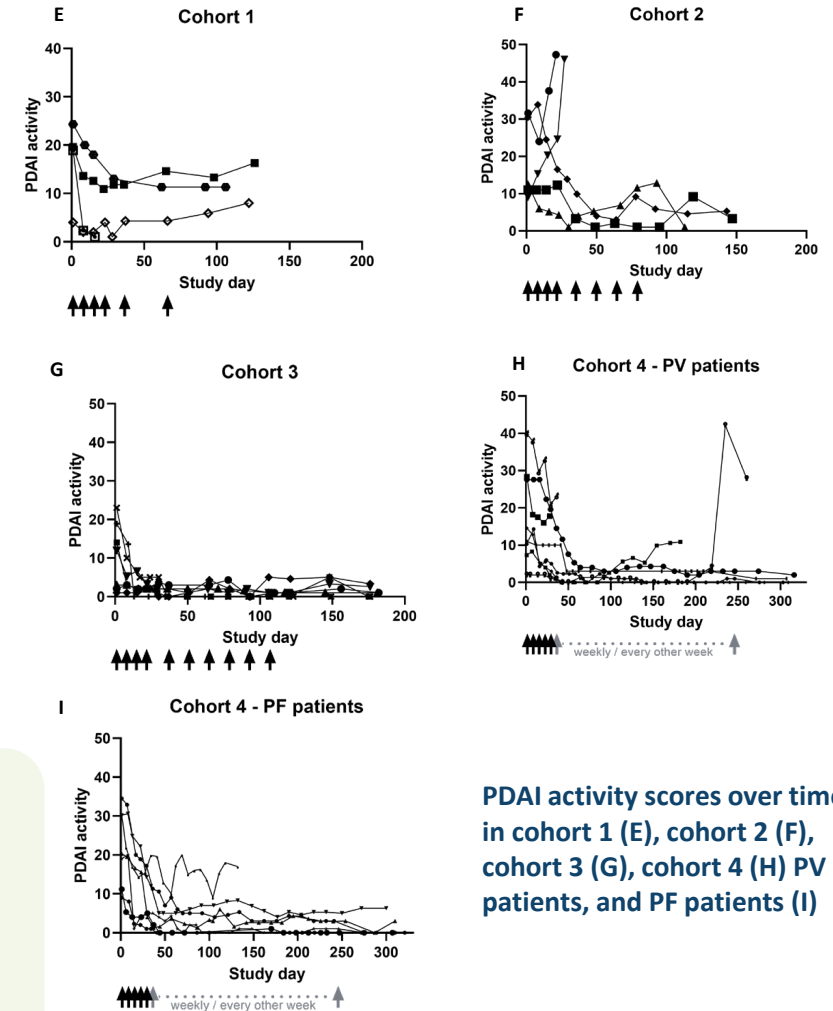 E
Cohort 1
40
30
20
10
0
PDAI activity
0 50 100 150 200
Study day
F
Cohort 2
50
40
30
20
10
0
PDAI activity
0 50 100 150 200
Study day
G
Cohort 3
50
40
30
20
10
0
PDAI activity
0 50 100 150 200
Study day
H
Cohort 4 - PV patients
50
40
30
20
10
0
PDAI activity
0 50 100 150 200 250 300
Study day
weekly / every other week
I
Cohort 4 - PF patients
50
40
30
20
10
0
PDAI activity
0 50 100 150 200 250 300
Study day
weekly / every other week
PDAI activity scores over time
in cohort 1 (E), cohort 2 (F),
cohort 3 (G), cohort 4 (H) PV
patients, and PF patients (I)